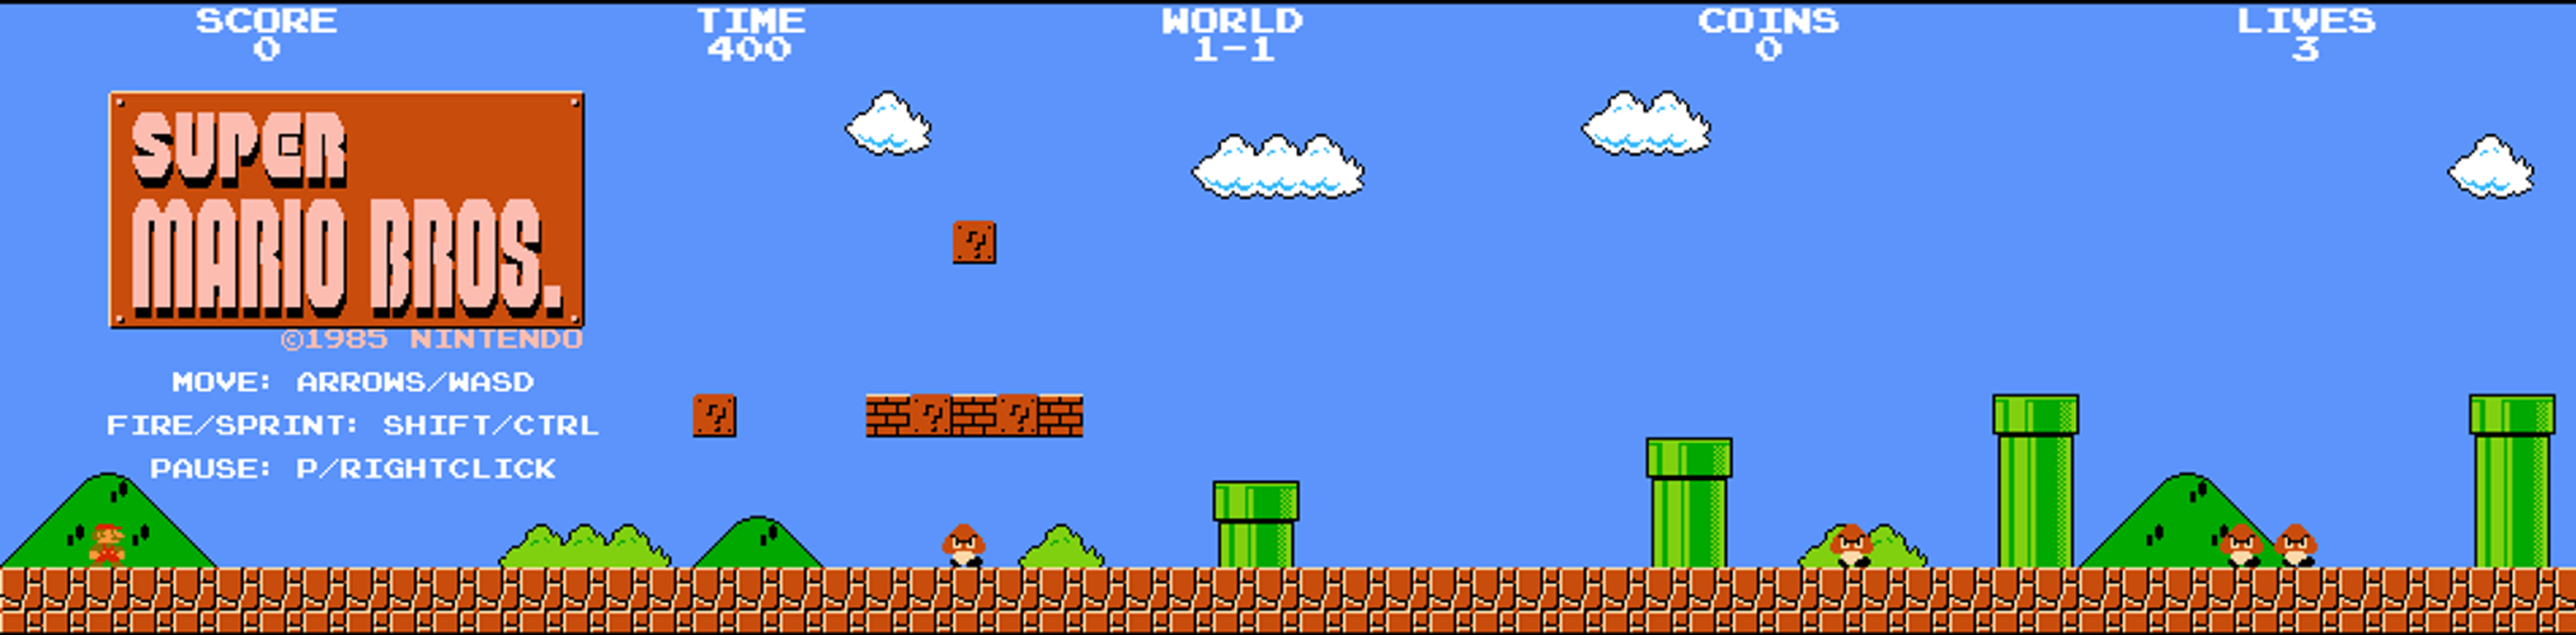 SCORE TIME WORLD COINS LIVES
0 400 1-1 0 3
SUPER
MARIO BROS.
©1985 NINTENDO
MOVE: ARROWS/WASD
FIRE/SPRINT: SHIFT/CTRL
PAUSE: P/RIGHTCLICK
? 
? ? ?